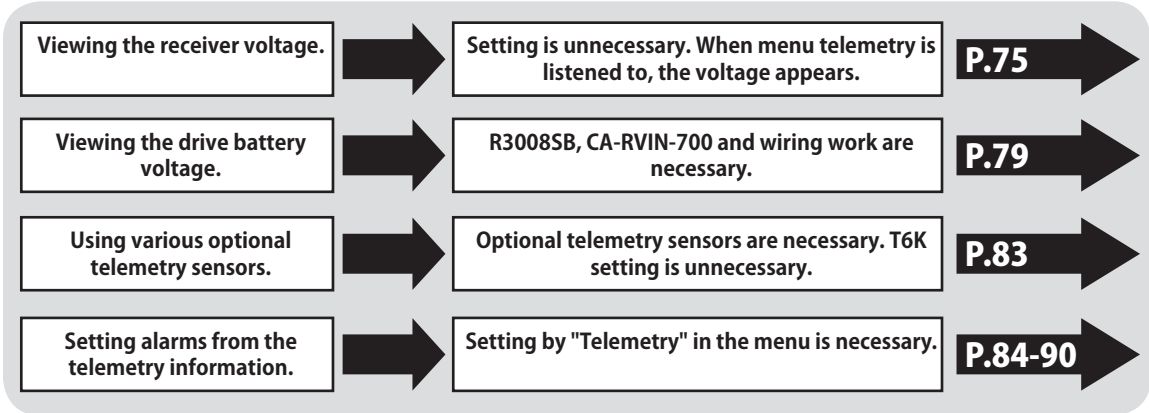 Viewing the receiver voltage.
Setting is unnecessary. When menu telemetry is
listened to, the voltage appears.
P.75
Viewing the drive battery
voltage.
R3008SB, CA-RVIN-700 and wiring work are
necessary.
P.79
Using various optional
telemetry sensors.
Optional telemetry sensors are necessary. T6K
setting is unnecessary.
P.83
Setting alarms from the
telemetry information.
Setting by "Telemetry" in the menu is necessary.
P.84-90